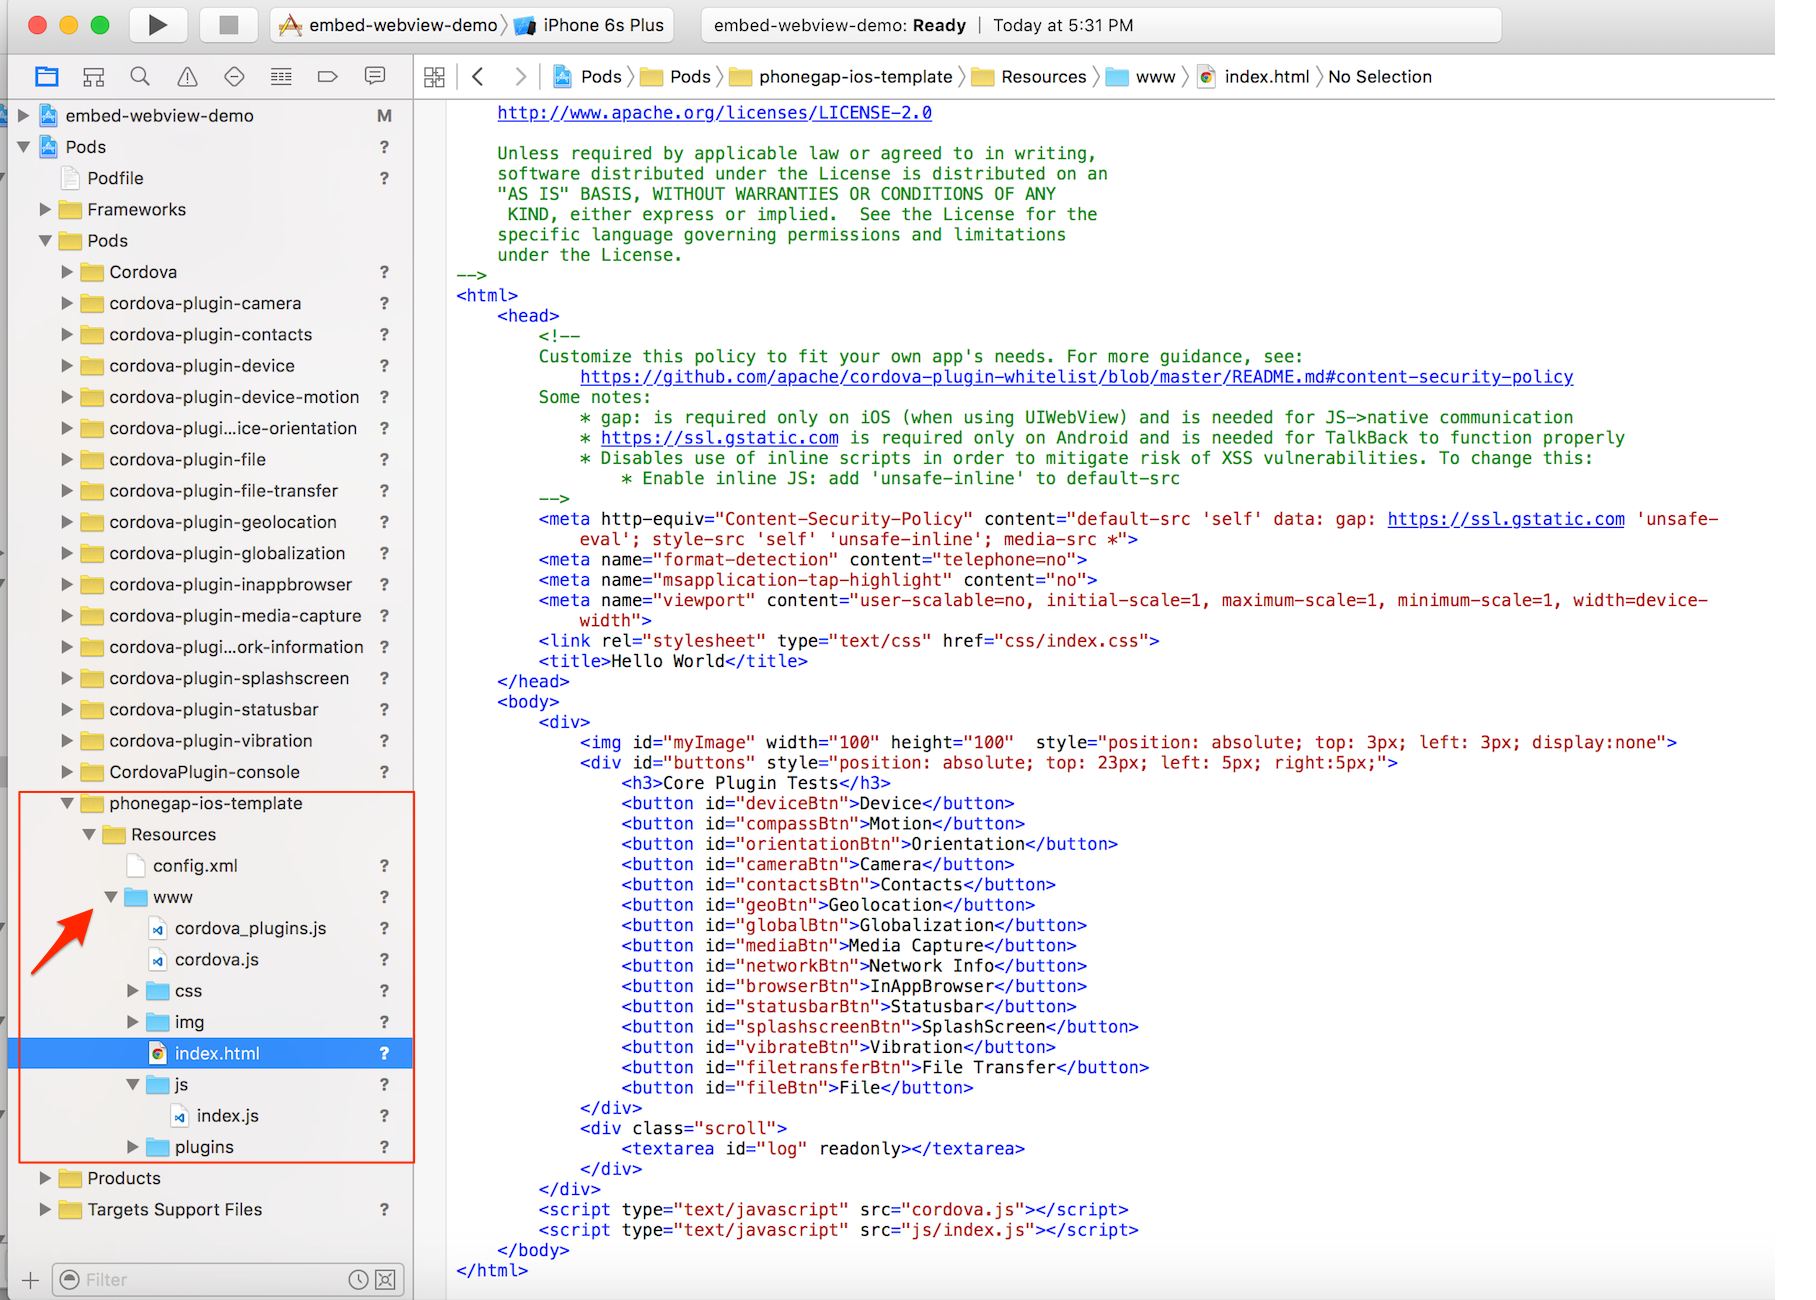 embed-webview-demo iPhone 6s Plus embed-webview-demo: Ready | Today at 5:31 PM
Pods Pods phonegap-ios-template Resources www index.html No Selection
embed-webview-demo M
Pods ?
Podfile ?
Frameworks
Pods
Cordova ?
cordova-plugin-camera ?
cordova-plugin-contacts ?
cordova-plugin-device ?
cordova-plugin-device-motion ?
cordova-plugi...ice-orientation ?
cordova-plugin-file ?
cordova-plugin-file-transfer ?
cordova-plugin-geolocation ?
cordova-plugin-globalization ?
cordova-plugin-inappbrowser ?
cordova-plugin-media-capture ?
cordova-plugi...ork-information ?
cordova-plugin-splashscreen ?
cordova-plugin-statusbar ?
cordova-plugin-vibration ?
CordovaPlugin-console ?
phonegap-ios-template
Resources
config.xml ?
www ?
cordova_plugins.js ?
cordova.js ?
css ?
img ?
index.html ?
js ?
index.js ?
plugins ?
Products
Targets Support Files ?
Filter
http://www.apache.org/licenses/LICENSE-2.0
Unless required by applicable law or agreed to in writing,
software distributed under the License is distributed on an
"AS IS" BASIS, WITHOUT WARRANTIES OR CONDITIONS OF ANY
KIND, either express or implied.  See the License for the
specific language governing permissions and limitations
under the License.
-->
<html>
<head>
<!--
Customize this policy to fit your own app's needs. For more guidance, see:
https://github.com/apache/cordova-plugin-whitelist/blob/master/README.md#content-security-policy
Some notes:
* gap: is required only on iOS (when using UIWebView) and is needed for JS->native communication
* https://ssl.gstatic.com is required only on Android and is needed for TalkBack to function properly
* Disables use of inline scripts in order to mitigate risk of XSS vulnerabilities. To change this:
* Enable inline JS: add 'unsafe-inline' to default-src
-->
<meta http-equiv="Content-Security-Policy" content="default-src 'self' data: gap: https://ssl.gstatic.com 'unsafe-
eval'; style-src 'self' 'unsafe-inline'; media-src *">
<meta name="format-detection" content="telephone=no">
<meta name="msapplication-tap-highlight" content="no">
<meta name="viewport" content="user-scalable=no, initial-scale=1, maximum-scale=1, minimum-scale=1, width=device-
width">
<link rel="stylesheet" type="text/css" href="css/index.css">
<title>Hello World</title>
</head>
<body>
<div>
<img id="myImage" width="100" height="100"  style="position: absolute; top: 3px; left: 3px; display:none">
<div id="buttons" style="position: absolute; top: 23px; left: 5px; right:5px;">
<h3>Core Plugin Tests</h3>
<button id="deviceBtn">Device</button>
<button id="compassBtn">Motion</button>
<button id="orientationBtn">Orientation</button>
<button id="cameraBtn">Camera</button>
<button id="contactsBtn">Contacts</button>
<button id="geoBtn">Geolocation</button>
<button id="globalBtn">Globalization</button>
<button id="mediaBtn">Media Capture</button>
<button id="networkBtn">Network Info</button>
<button id="browserBtn">InAppBrowser</button>
<button id="statusbarBtn">Statusbar</button>
<button id="splashscreenBtn">SplashScreen</button>
<button id="vibrateBtn">Vibration</button>
<button id="filetransferBtn">File Transfer</button>
<button id="fileBtn">File</button>
</div>
<div class="scroll">
<textarea id="log" readonly></textarea>
</div>
</div>
<script type="text/javascript" src="cordova.js"></script>
<script type="text/javascript" src="js/index.js"></script>
</body>
</html>